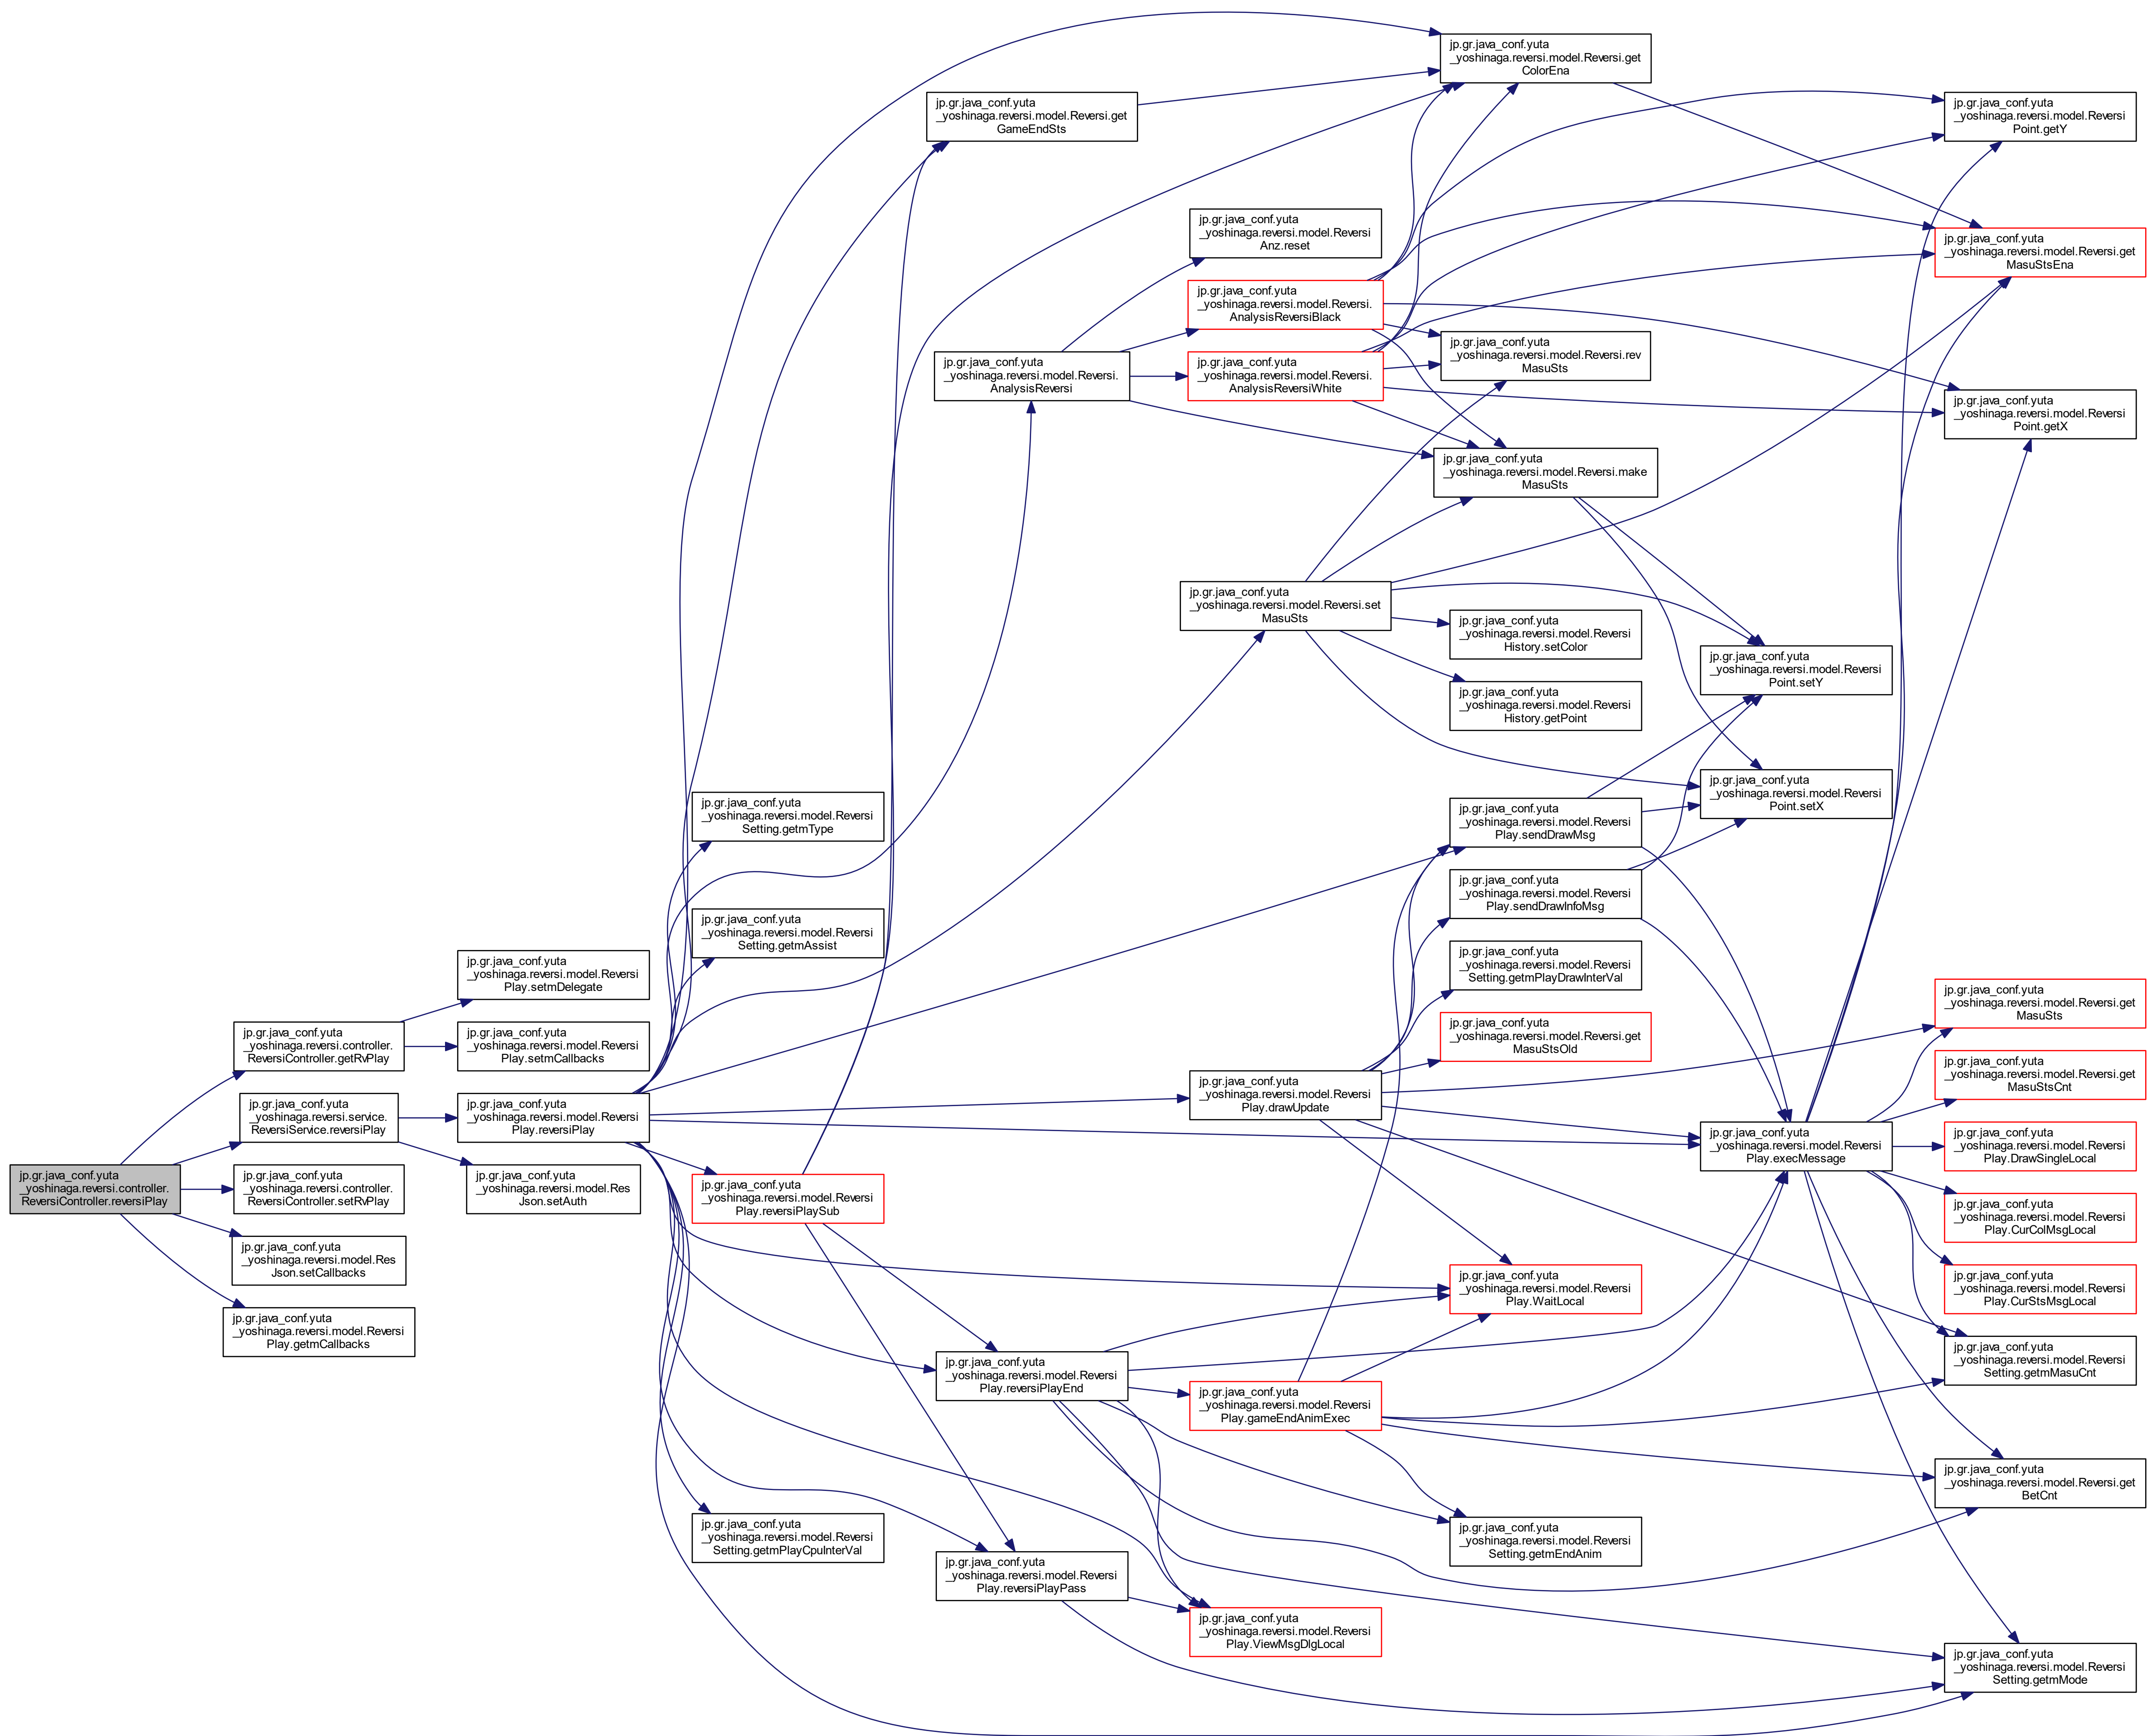 jp.gr.java_conf.yuta
_yoshinaga.reversi.controller.
ReversiController.reversiPlay
jp.gr.java_conf.yuta
_yoshinaga.reversi.controller.
ReversiController.getRvPlay
jp.gr.java_conf.yuta
_yoshinaga.reversi.service.
ReversiService.reversiPlay
jp.gr.java_conf.yuta
_yoshinaga.reversi.controller.
ReversiController.setRvPlay
jp.gr.java_conf.yuta
_yoshinaga.reversi.model.Res
Json.setCallbacks
jp.gr.java_conf.yuta
_yoshinaga.reversi.model.Reversi
Play.getmCallbacks
jp.gr.java_conf.yuta
_yoshinaga.reversi.model.Reversi
Play.setmDelegate
jp.gr.java_conf.yuta
_yoshinaga.reversi.model.Reversi
Play.setmCallbacks
jp.gr.java_conf.yuta
_yoshinaga.reversi.model.Reversi
Play.reversiPlay
jp.gr.java_conf.yuta
_yoshinaga.reversi.model.Res
Json.setAuth
jp.gr.java_conf.yuta
_yoshinaga.reversi.model.Reversi
Setting.getmType
jp.gr.java_conf.yuta
_yoshinaga.reversi.model.Reversi
Setting.getmAssist
jp.gr.java_conf.yuta
_yoshinaga.reversi.model.Reversi
Play.reversiPlaySub
jp.gr.java_conf.yuta
_yoshinaga.reversi.model.Reversi
Setting.getmPlayCpuInterVal
jp.gr.java_conf.yuta
_yoshinaga.reversi.model.Reversi.get
GameEndSts
jp.gr.java_conf.yuta
_yoshinaga.reversi.model.Reversi.
AnalysisReversi
jp.gr.java_conf.yuta
_yoshinaga.reversi.model.Reversi
Play.reversiPlayEnd
jp.gr.java_conf.yuta
_yoshinaga.reversi.model.Reversi
Play.reversiPlayPass
jp.gr.java_conf.yuta
_yoshinaga.reversi.model.Reversi
Anz.reset
jp.gr.java_conf.yuta
_yoshinaga.reversi.model.Reversi.
AnalysisReversiBlack
jp.gr.java_conf.yuta
_yoshinaga.reversi.model.Reversi.
AnalysisReversiWhite
jp.gr.java_conf.yuta
_yoshinaga.reversi.model.Reversi.set
MasuSts
jp.gr.java_conf.yuta
_yoshinaga.reversi.model.Reversi
Play.drawUpdate
jp.gr.java_conf.yuta
_yoshinaga.reversi.model.Reversi
Play.gameEndAnimExec
jp.gr.java_conf.yuta
_yoshinaga.reversi.model.Reversi
Play.ViewMsgDlgLocal
jp.gr.java_conf.yuta
_yoshinaga.reversi.model.Reversi.get
ColorEna
jp.gr.java_conf.yuta
_yoshinaga.reversi.model.Reversi.rev
MasuSts
jp.gr.java_conf.yuta
_yoshinaga.reversi.model.Reversi.make
MasuSts
jp.gr.java_conf.yuta
_yoshinaga.reversi.model.Reversi
History.setColor
jp.gr.java_conf.yuta
_yoshinaga.reversi.model.Reversi
History.getPoint
jp.gr.java_conf.yuta
_yoshinaga.reversi.model.Reversi
Play.sendDrawMsg
jp.gr.java_conf.yuta
_yoshinaga.reversi.model.Reversi
Play.sendDrawInfoMsg
jp.gr.java_conf.yuta
_yoshinaga.reversi.model.Reversi
Setting.getmPlayDrawInterVal
jp.gr.java_conf.yuta
_yoshinaga.reversi.model.Reversi.get
MasuStsOld
jp.gr.java_conf.yuta
_yoshinaga.reversi.model.Reversi
Play.WaitLocal
jp.gr.java_conf.yuta
_yoshinaga.reversi.model.Reversi
Setting.getmEndAnim
jp.gr.java_conf.yuta
_yoshinaga.reversi.model.Reversi
Point.setY
jp.gr.java_conf.yuta
_yoshinaga.reversi.model.Reversi
Point.setX
jp.gr.java_conf.yuta
_yoshinaga.reversi.model.Reversi
Play.execMessage
jp.gr.java_conf.yuta
_yoshinaga.reversi.model.Reversi
Point.getY
jp.gr.java_conf.yuta
_yoshinaga.reversi.model.Reversi.get
MasuStsEna
jp.gr.java_conf.yuta
_yoshinaga.reversi.model.Reversi
Point.getX
jp.gr.java_conf.yuta
_yoshinaga.reversi.model.Reversi.get
MasuSts
jp.gr.java_conf.yuta
_yoshinaga.reversi.model.Reversi.get
MasuStsCnt
jp.gr.java_conf.yuta
_yoshinaga.reversi.model.Reversi
Play.DrawSingleLocal
jp.gr.java_conf.yuta
_yoshinaga.reversi.model.Reversi
Play.CurColMsgLocal
jp.gr.java_conf.yuta
_yoshinaga.reversi.model.Reversi
Play.CurStsMsgLocal
jp.gr.java_conf.yuta
_yoshinaga.reversi.model.Reversi
Setting.getmMasuCnt
jp.gr.java_conf.yuta
_yoshinaga.reversi.model.Reversi.get
BetCnt
jp.gr.java_conf.yuta
_yoshinaga.reversi.model.Reversi
Setting.getmMode